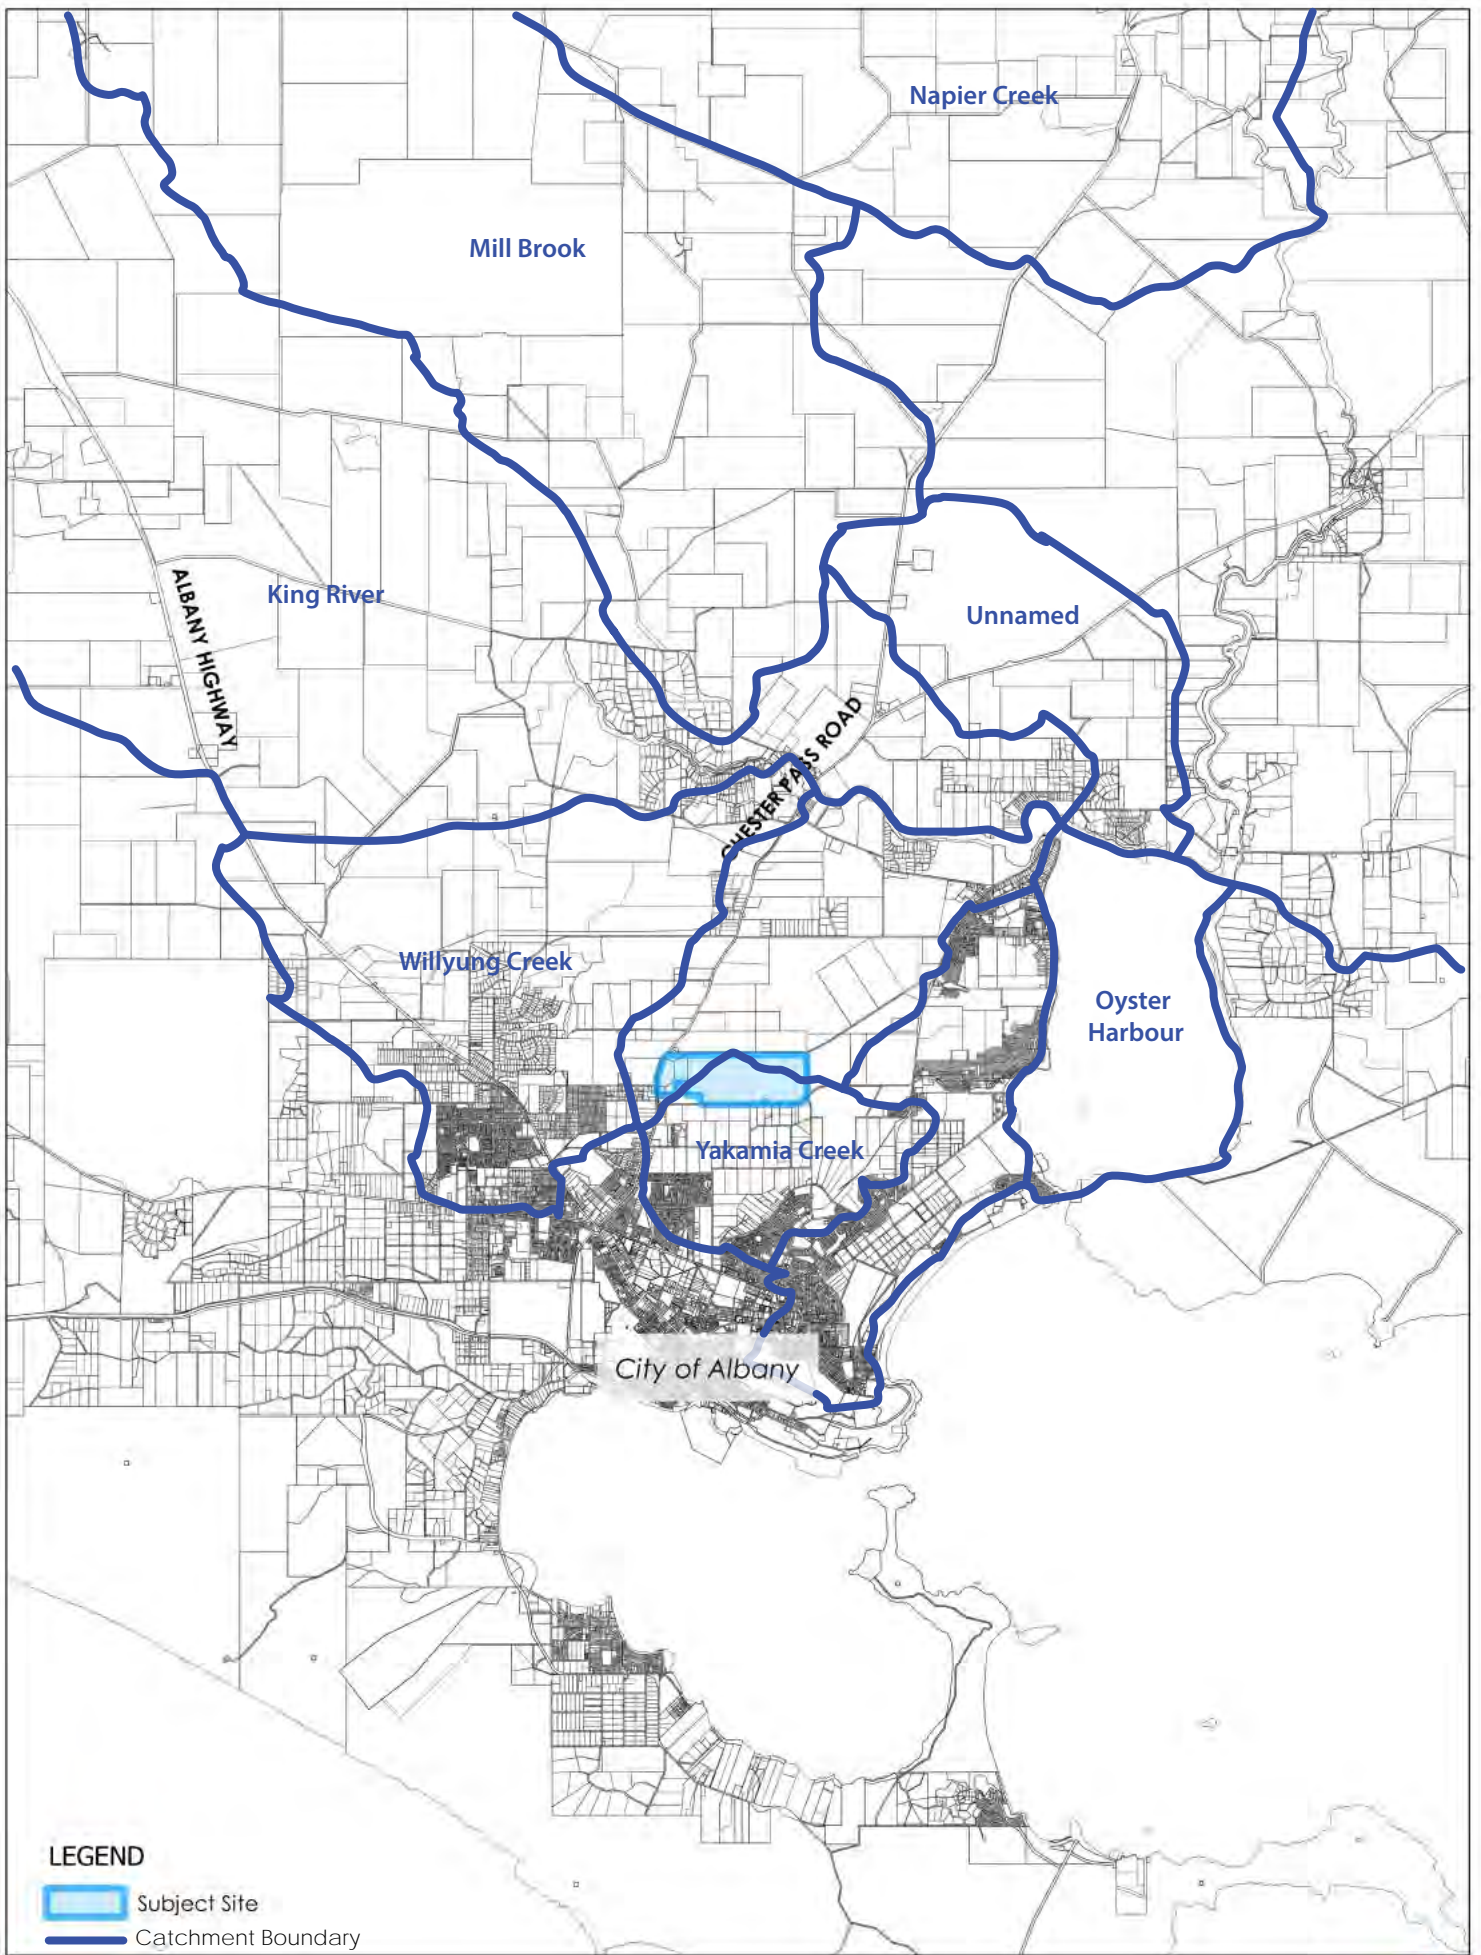 Napier Creek
Mill Brook
ALBANY HIGHWAY
King River
Unnamed
CHESTER PASS ROAD
Willyung Creek
Oyster
Harbour
Yakamia Creek
City of Albany
LEGEND
Subject Site
Catchment Boundary